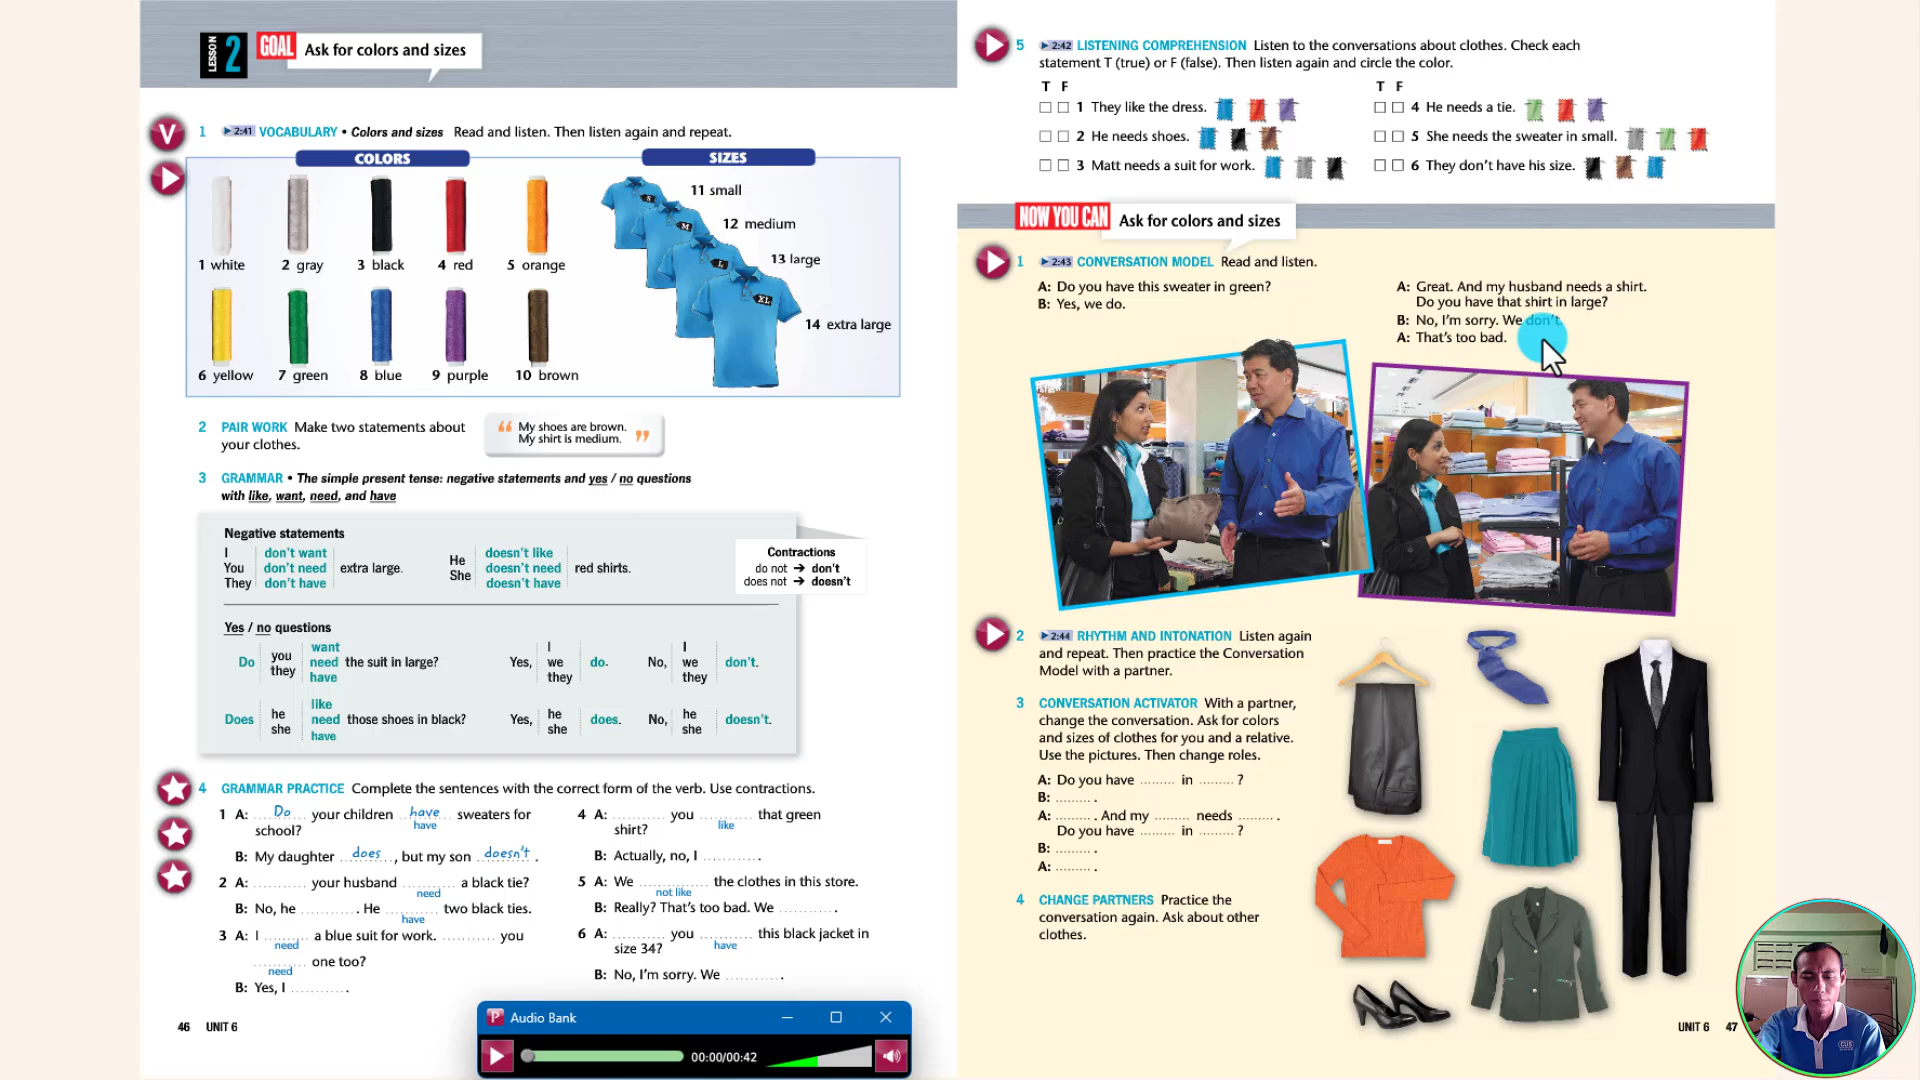 LESSON 2 GOAL Ask for colors and sizes
V
1 2:41 VOCABULARY • Colors and sizes Read and listen. Then listen again and repeat.
COLORS
SIZES
1 white 2 gray 3 black 4 red 5 orange
6 yellow 7 green 8 blue 9 purple 10 brown
S
M
L
XL
11 small
12 medium
13 large
14 extra large
2 PAIR WORK Make two statements about
your clothes.
“ My shoes are brown.
My shirt is medium. ”
3 GRAMMAR • The simple present tense: negative statements and yes / no questions
with like, want, need, and have
Negative statements
I
You
They
don't want
don't need
don't have
extra large.
He
She
doesn't like
doesn't need
doesn't have
red shirts.
Contractions
do not → don't
does not → doesn't
Yes / no questions
Do
you
they
want
need
have
the suit in large?
Yes,
I
we
they
do.
No,
I
we
they
don't.
Does
he
she
like
need
have
those shoes in black?
Yes,
he
she
does.
No,
he
she
doesn't.
4 GRAMMAR PRACTICE Complete the sentences with the correct form of the verb. Use contractions.
1 A: Do your children have sweaters for
have
school?
B: My daughter does, but my son doesn't.
2 A: .......... your husband .......... a black tie?
need
B: No, he .......... . He .......... two black ties.
have
3 A: I .......... a blue suit for work. .......... you
need
.......... one too?
need
B: Yes, I .......... .
4 A: .......... you .......... that green
like
shirt?
B: Actually, no, I .......... .
5 A: We .......... the clothes in this store.
not like
B: Really? That's too bad. We .......... .
6 A: .......... you .......... this black jacket in
have
size 34?
B: No, I'm sorry. We .......... .
46 UNIT 6
P Audio Bank
00:00/00:42
5 2:42 LISTENING COMPREHENSION Listen to the conversations about clothes. Check each
statement T (true) or F (false). Then listen again and circle the color.
T F
1 They like the dress.
2 He needs shoes.
3 Matt needs a suit for work.
T F
4 He needs a tie.
5 She needs the sweater in small.
6 They don't have his size.
NOW YOU CAN Ask for colors and sizes
1 2:43 CONVERSATION MODEL Read and listen.
A: Do you have this sweater in green?
B: Yes, we do.
A: Great. And my husband needs a shirt.
Do you have that shirt in large?
B: No, I'm sorry. We don't.
A: That's too bad.
2 2:44 RHYTHM AND INTONATION Listen again
and repeat. Then practice the Conversation
Model with a partner.
3 CONVERSATION ACTIVATOR With a partner,
change the conversation. Ask for colors
and sizes of clothes for you and a relative.
Use the pictures. Then change roles.
A: Do you have ......... in ......... ?
B: ......... .
A: ......... . And my ......... needs ......... .
Do you have ......... in ......... ?
B: ......... .
A: ......... .
4 CHANGE PARTNERS Practice the
conversation again. Ask about other
clothes.
UNIT 6 47